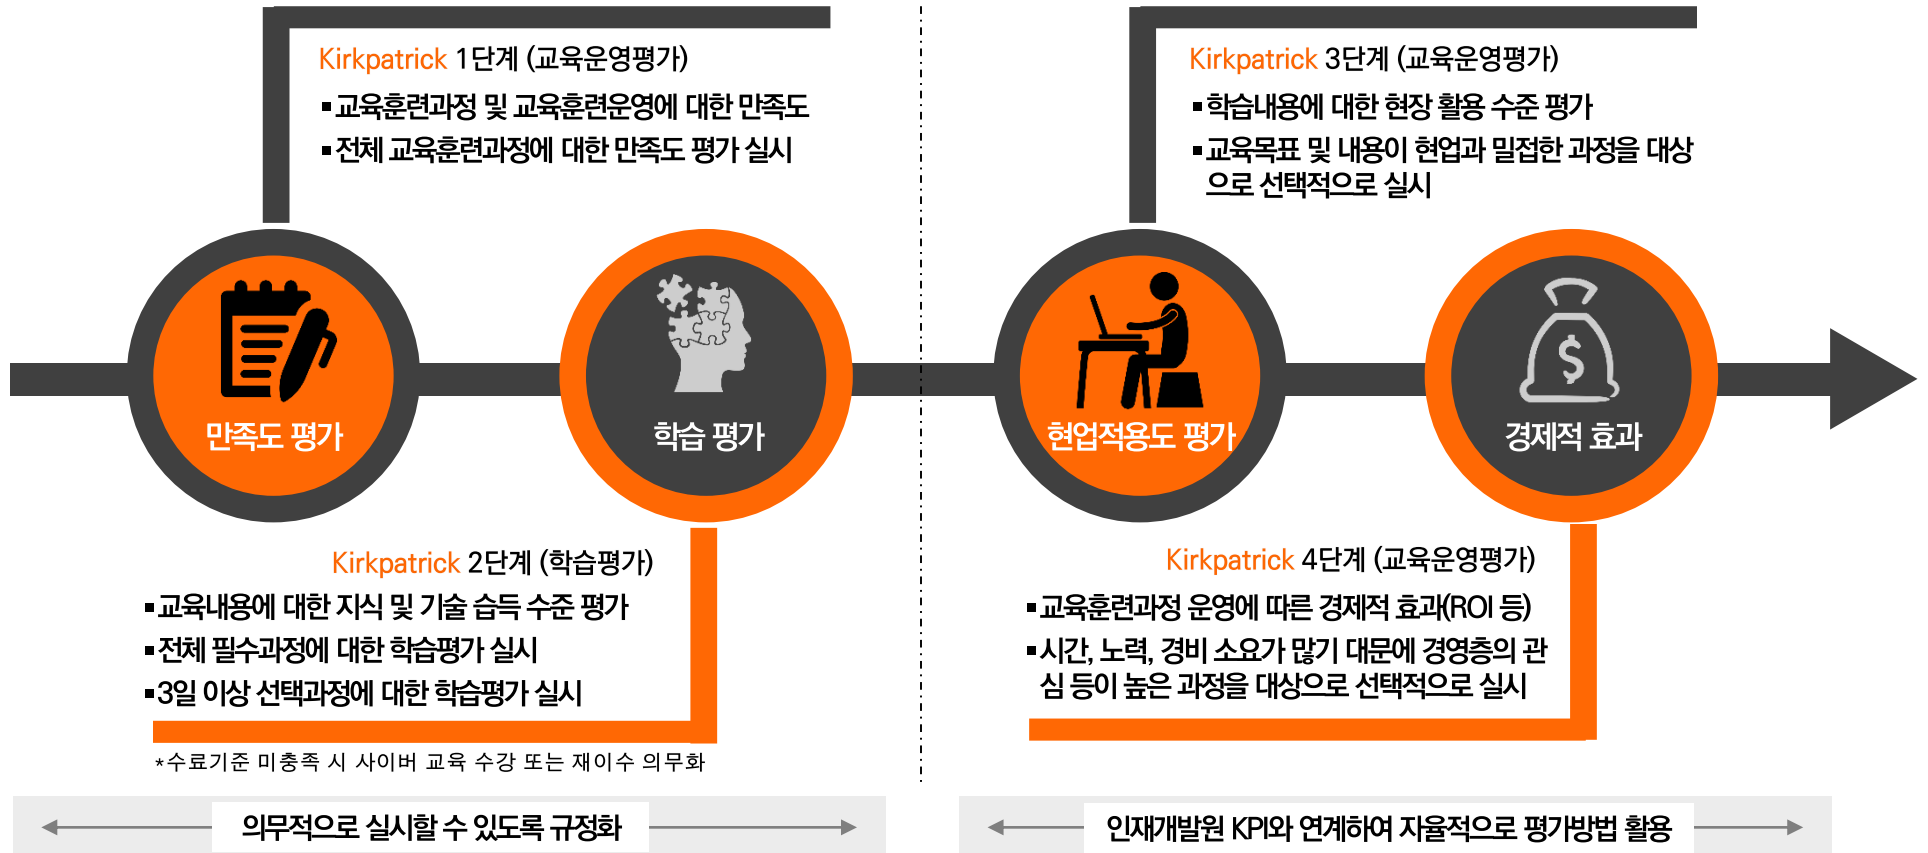 Kirkpatrick 1단계 (교육운영평가)
▪교육훈련과정 및 교육훈련운영에 대한 만족도
▪전체 교육훈련과정에 대한 만족도 평가 실시
Kirkpatrick 3단계 (교육운영평가)
▪학습내용에 대한 현장 활용 수준 평가
▪교육목표 및 내용이 현업과 밀접한 과정을 대상
으로 선택적으로 실시
만족도 평가
학습 평가
현업적용도 평가
$
경제적 효과
Kirkpatrick 2단계 (학습평가)
▪교육내용에 대한 지식 및 기술 습득 수준 평가
▪전체 필수과정에 대한 학습평가 실시
▪3일 이상 선택과정에 대한 학습평가 실시
*수료기준 미충족 시 사이버 교육 수강 또는 재이수 의무화
Kirkpatrick 4단계 (교육운영평가)
▪교육훈련과정 운영에 따른 경제적 효과(ROI 등)
▪시간, 노력, 경비 소요가 많기 대문에 경영층의 관
심 등이 높은 과정을 대상으로 선택적으로 실시
의무적으로 실시할 수 있도록 규정화
인재개발원 KPI와 연계하여 자율적으로 평가방법 활용